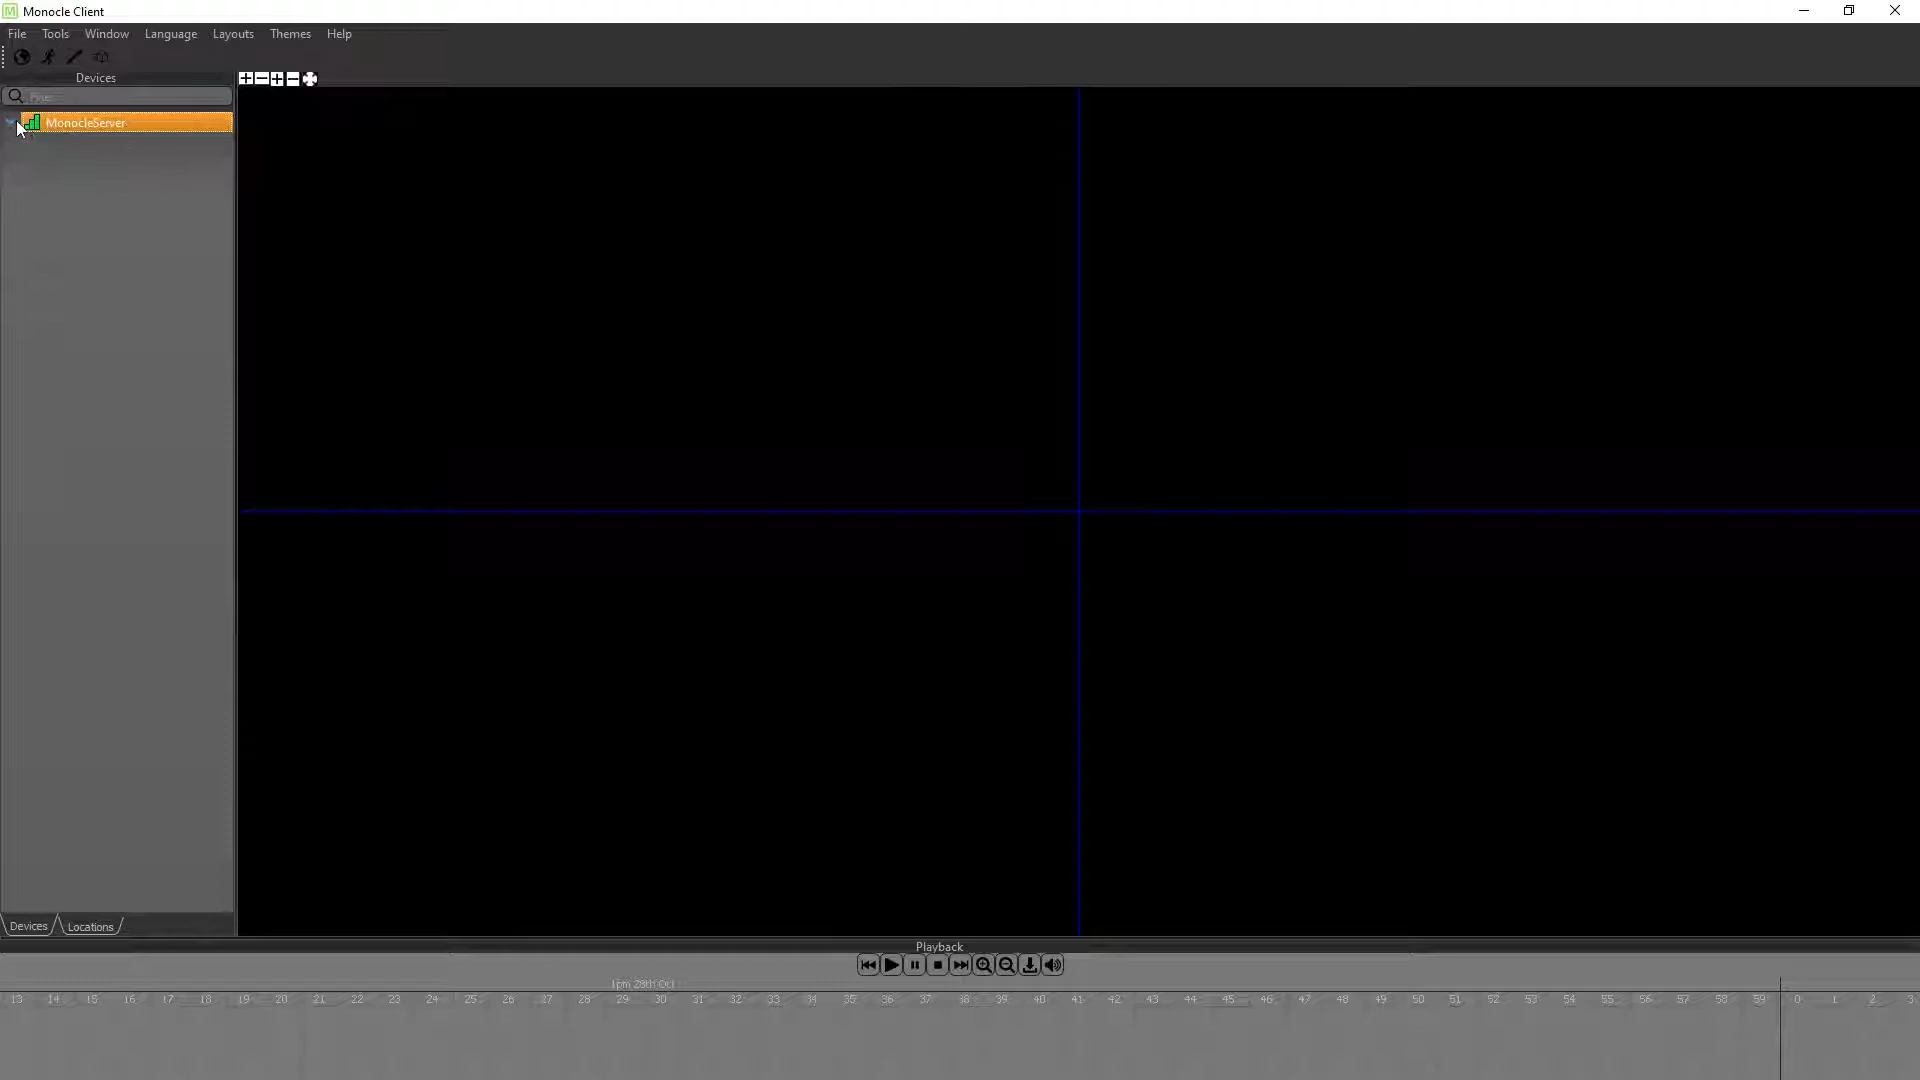 Monocle Client
File Tools Window Language Layouts Themes Help
Devices
MonocleServer
Devices Locations
Playback
1pm 28th Oct
13 14 15 16 17 18 19 20 21 22 23 24 25 26 27 28 29 30 31 32 33 34 35 36 37 38 39 40 41 42 43 44 45 46 47 48 49 50 51 52 53 54 55 56 57 58 59 0 1 2 3